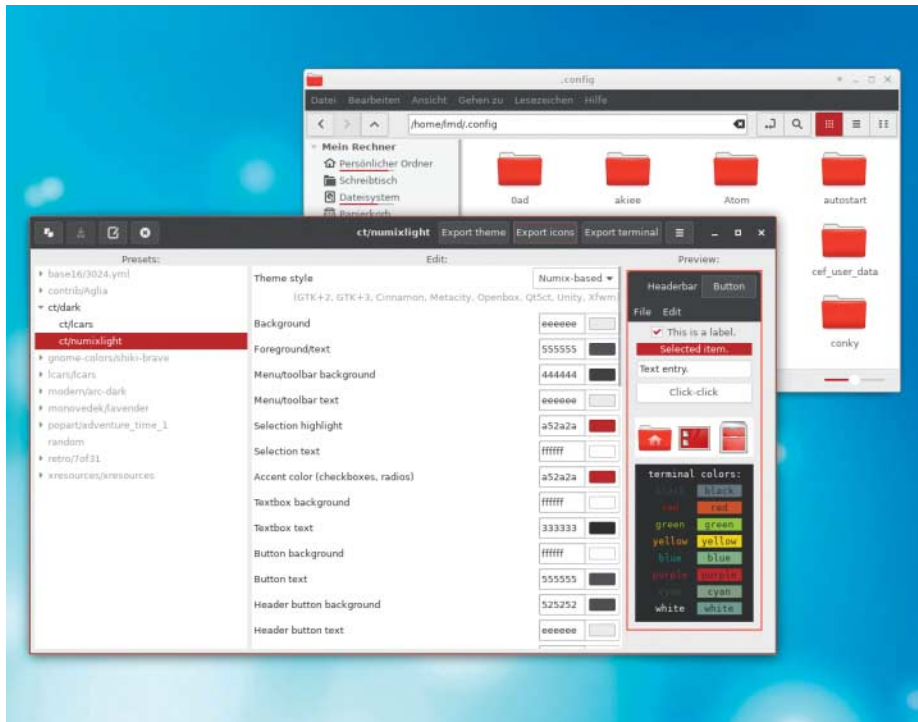 .config
Datei Bearbeiten Ansicht Gehen zu Lesezeichen Hilfe
/home/lmd/.config
Mein Rechner
Persönlicher Ordner
Schreibtisch
Dateisystem
Papierkorb
0ad
akiee
Atom
autostart
cef_user_data
conky
ct/numixlight Export theme Export icons Export terminal
Presets:
base16/3024.yml
contrib/Aglia
ct/dark
ct/lcars
ct/numixlight
gnome-colors/shiki-brave
lcars/lcars
modern/arc-dark
monovedek/lavender
popart/adventure_time_1
random
retro/7of31
xresources/xresources
Edit:
Theme style Numix-based
(GTK+2, GTK+3, Cinnamon, Metacity, Openbox, Qt5ct, Unity, Xfwm)
Background eeeeee
Foreground/text 555555
Menu/toolbar background 444444
Menu/toolbar text eeeeee
Selection highlight a52a2a
Selection text ffffff
Accent color (checkboxes, radios) a52a2a
Textbox background ffffff
Textbox text 333333
Button background ffffff
Button text 555555
Header button background 525252
Header button text eeeeee
Preview:
Headerbar Button
File Edit
This is a label.
Selected item.
Text entry.
Click-click
terminal colors:
black black
red red
green green
yellow yellow
blue blue
purple purple
cyan cyan
white white